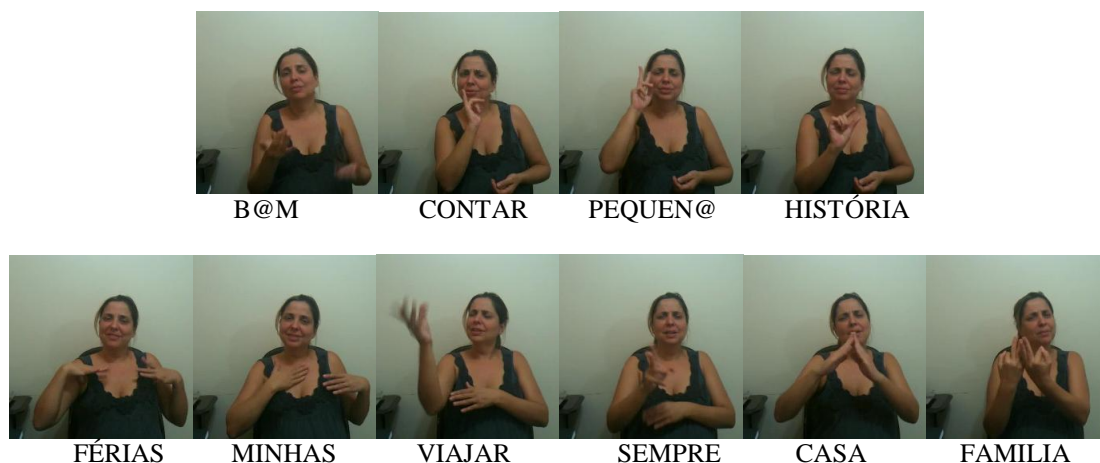 B@M CONTAR PEQUEN@ HISTÓRIA
FÉRIAS MINHAS VIAJAR SEMPRE CASA FAMILIA